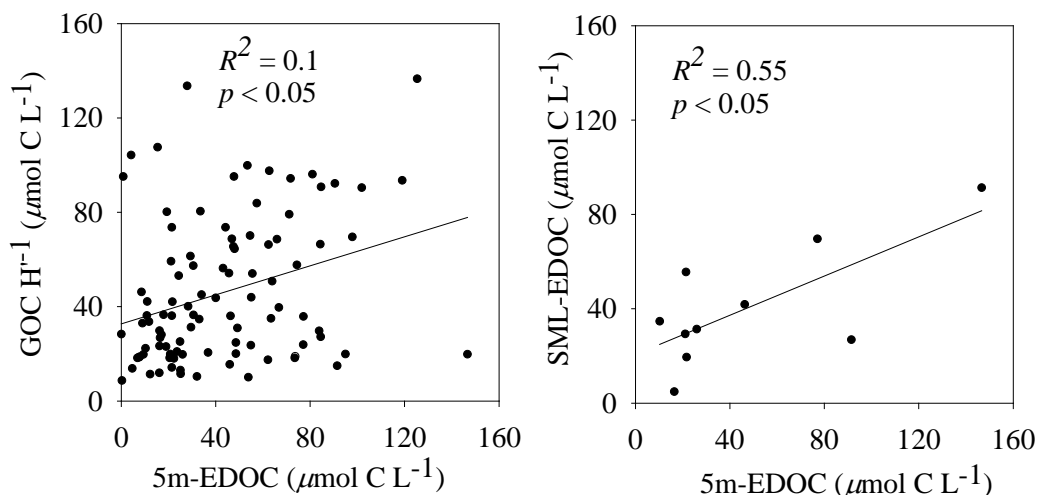 160
120
80
40
0
GOC H'-1 (μmol C L-1)
R2 = 0.1
p < 0.05
0 40 80 120 160
5m-EDOC (μmol C L-1)
160
120
80
40
0
SML-EDOC (μmol C L-1)
R2 = 0.55
p < 0.05
0 40 80 120 160
5m-EDOC (μmol C L-1)